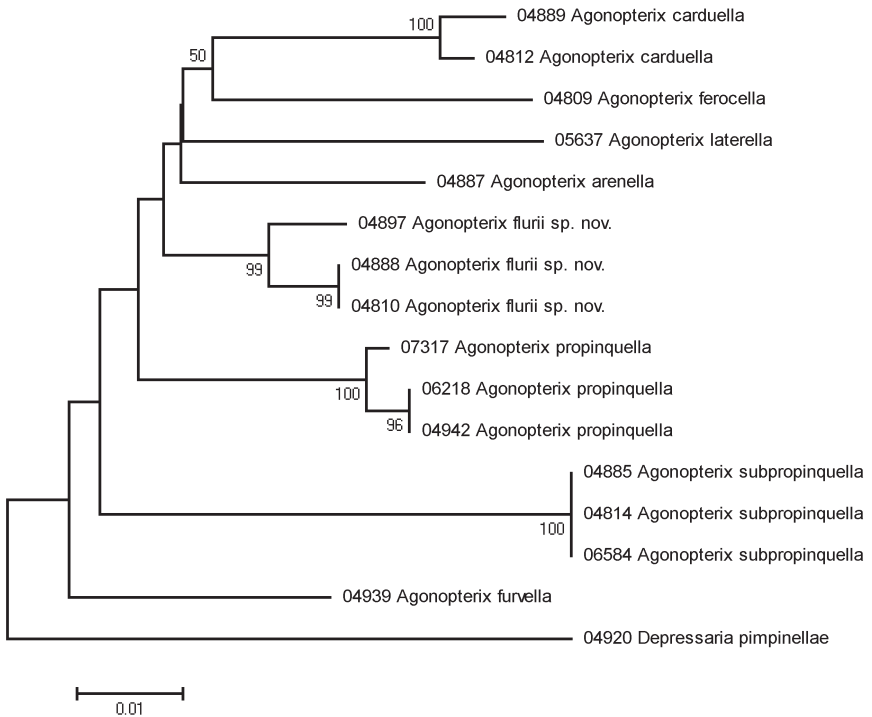 04889 Agonopterix carduella
100
04812 Agonopterix carduella
50
04809 Agonopterix ferocella
05637 Agonopterix laterella
04887 Agonopterix arenella
04897 Agonopterix flurii sp. nov.
99
04888 Agonopterix flurii sp. nov.
99
04810 Agonopterix flurii sp. nov.
07317 Agonopterix propinquella
100
06218 Agonopterix propinquella
96
04942 Agonopterix propinquella
04885 Agonopterix subpropinquella
04814 Agonopterix subpropinquella
100
06584 Agonopterix subpropinquella
04939 Agonopterix furvella
04920 Depressaria pimpinellae
0.01